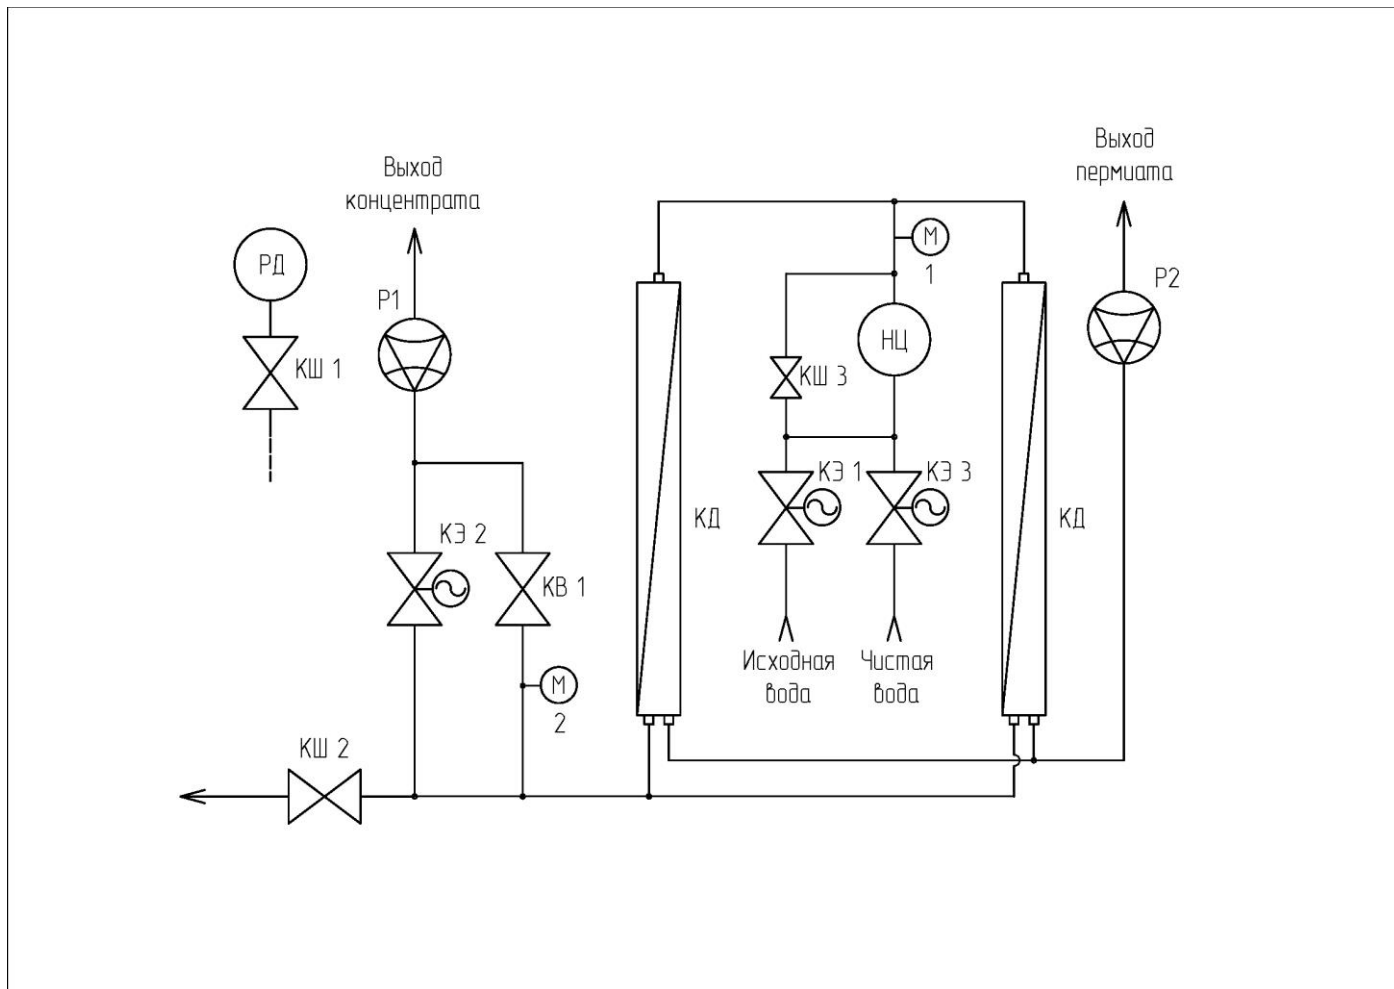 Выход
пермиата
Выход
концентрата
М
1
РД
Р2
Р1
НЦ
КШ 1
КШ 3
КЭ 1
КЭ 3
КД
КД
КЭ 2
КВ 1
Исходная
вода
Чистая
вода
М
2
КШ 2